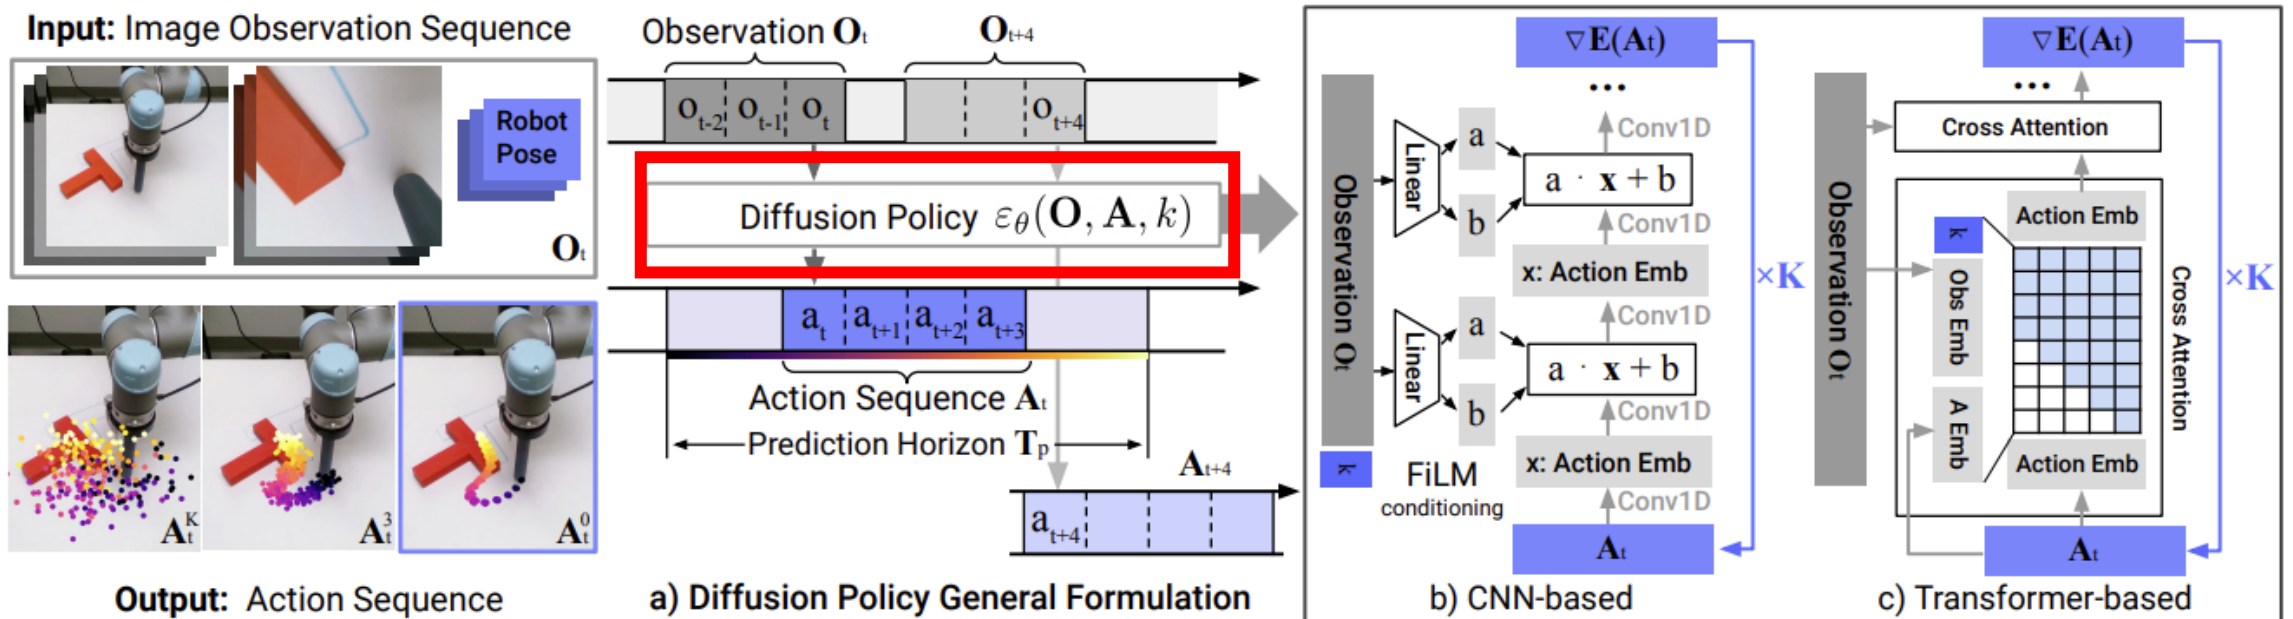 Input: Image Observation Sequence
Robot
Pose
Oₜ
Aₜᴷ
Aₜ³
Aₜ⁰
Output: Action Sequence
Observation Oₜ
Oₜ₊₄
oₜ₋₂ oₜ₋₁ oₜ
oₜ₊₄
Diffusion Policy εθ(O, A, k)
aₜ aₜ₊₁ aₜ₊₂ aₜ₊₃
Action Sequence Aₜ
Prediction Horizon Tₚ
Aₜ₊₄
aₜ₊₄
a) Diffusion Policy General Formulation
▽E(Aₜ)
...
Conv1D
Observation Oₜ
Linear
a
b
a · x + b
Conv1D
x: Action Emb
Conv1D
Linear
a
b
a · x + b
Conv1D
x: Action Emb
Conv1D
Aₜ
×K
k
FiLM
conditioning
b) CNN-based
▽E(Aₜ)
...
Cross Attention
Observation Oₜ
Action Emb
k
Obs Emb
A Emb
Cross Attention
Action Emb
Aₜ
×K
c) Transformer-based